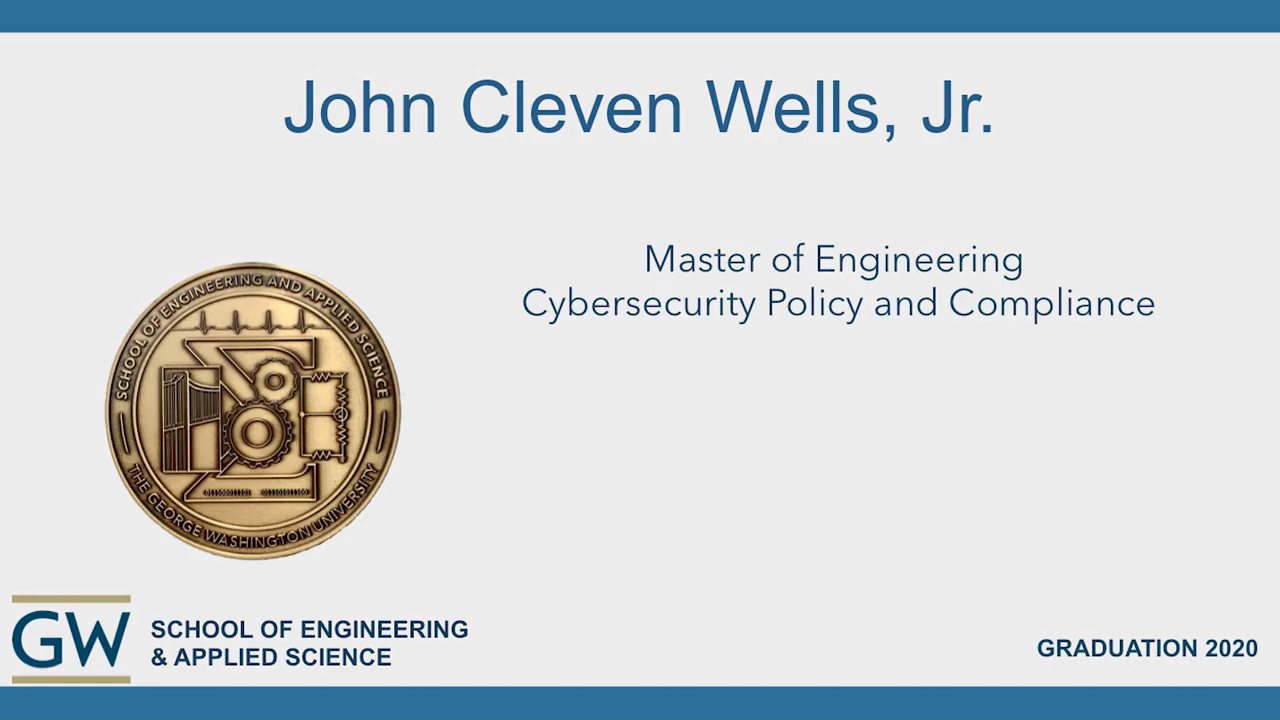 John Cleven Wells, Jr.
Master of Engineering
Cybersecurity Policy and Compliance
SCHOOL OF ENGINEERING AND APPLIED SCIENCE
THE GEORGE WASHINGTON UNIVERSITY
GW
SCHOOL OF ENGINEERING
& APPLIED SCIENCE
GRADUATION 2020